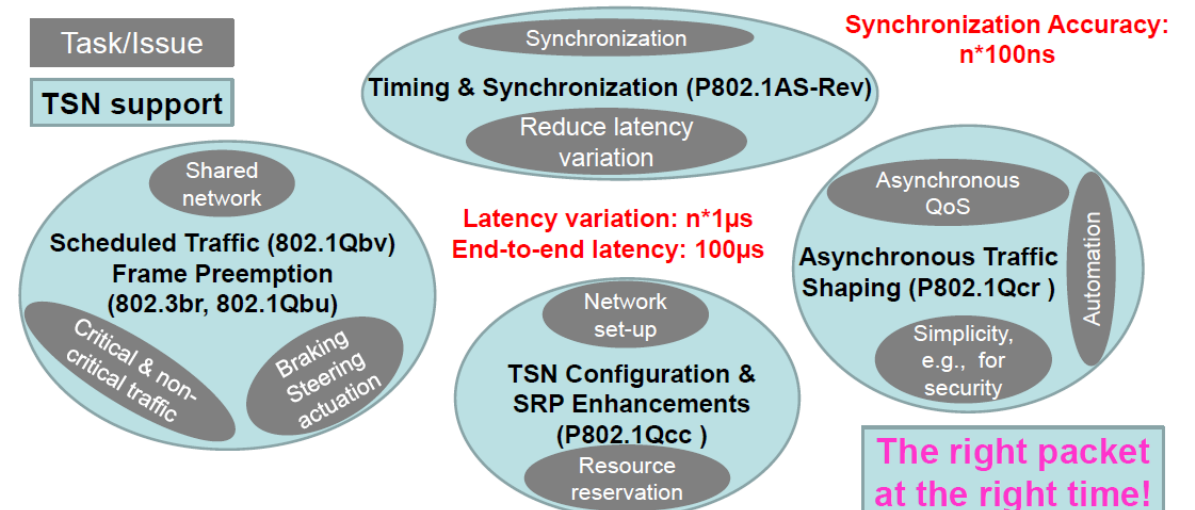 Task/Issue
TSN support
Synchronization
Timing & Synchronization (P802.1AS-Rev)
Reduce latency
variation
Synchronization Accuracy:
n*100ns
Shared
network
Scheduled Traffic (802.1Qbv)
Frame Preemption
(802.3br, 802.1Qbu)
Critical & non-
critical traffic
Braking
Steering
actuation
Latency variation: n*1μs
End-to-end latency: 100μs
Network
set-up
TSN Configuration &
SRP Enhancements
(P802.1Qcc )
Resource
reservation
Asynchronous
QoS
Asynchronous Traffic
Shaping (P802.1Qcr )
Automation
Simplicity,
e.g., for
security
The right packet
at the right time!